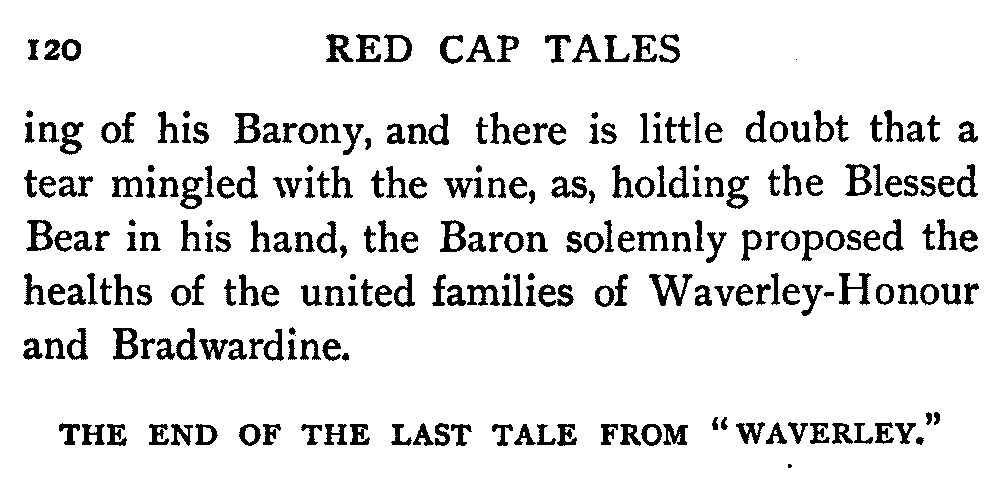 120 RED CAP TALES
ing of his Barony, and there is little doubt that a
tear mingled with the wine, as, holding the Blessed
Bear in his hand, the Baron solemnly proposed the
healths of the united families of Waverley-Honour
and Bradwardine.
THE END OF THE LAST TALE FROM "WAVERLEY."